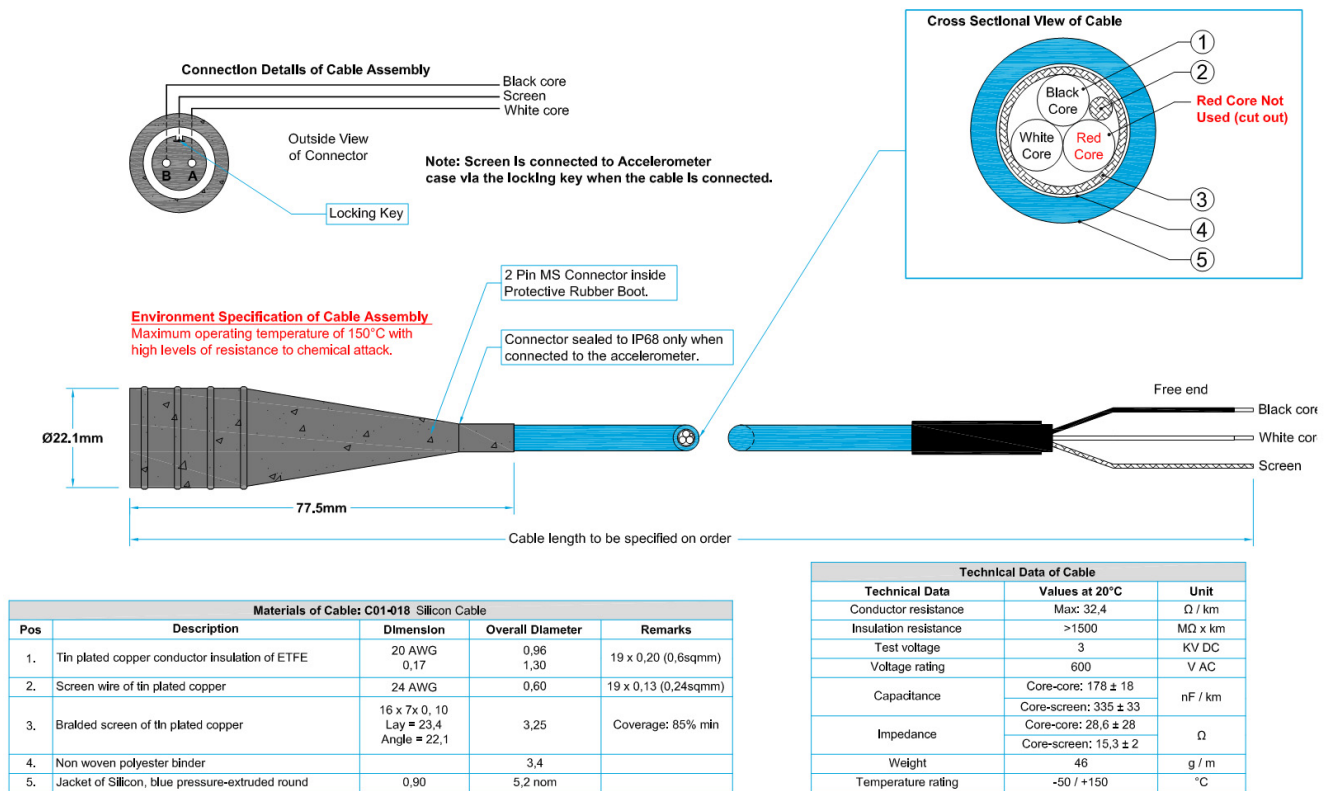 Connection Details of Cable Assembly
Black core
Screen
White core
Outside View
of Connector
B A
Note: Screen is connected to Accelerometer
case via the locking key when the cable is connected.
Locking Key
Cross Sectional View of Cable
1
2
Black
Core
Red Core Not
Used (cut out)
White
Core
Red
Core
3
4
5
2 Pin MS Connector inside
Protective Rubber Boot.
Environment Specification of Cable Assembly
Maximum operating temperature of 150°C with
high levels of resistance to chemical attack.
Connector sealed to IP68 only when
connected to the accelerometer.
Free end
Black core
White cor
Screen
Ø22.1mm
77.5mm
Cable length to be specified on order
Materials of Cable: C01-018 Silicon Cable
Pos Description Dimension Overall Diameter Remarks
1. Tin plated copper conductor insulation of ETFE 20 AWG 0,96 19 x 0,20 (0,6sqmm)
0,17 1,30
2. Screen wire of tin plated copper 24 AWG 0,60 19 x 0,13 (0,24sqmm)
3. Braided screen of tin plated copper 16 x 7x 0, 10 3,25 Coverage: 85% min
Lay = 23,4
Angle = 22,1
4. Non woven polyester binder 3,4
5. Jacket of Silicon, blue pressure-extruded round 0,90 5,2 nom
Technical Data of Cable
Technical Data Values at 20°C Unit
Conductor resistance Max: 32,4 Ω / km
Insulation resistance >1500 MΩ x km
Test voltage 3 KV DC
Voltage rating 600 V AC
Capacitance Core-core: 178 ± 18 nF / km
Core-screen: 335 ± 33
Impedance Core-core: 28,6 ± 28 Ω
Core-screen: 15,3 ± 2
Weight 46 g / m
Temperature rating -50 / +150 °C